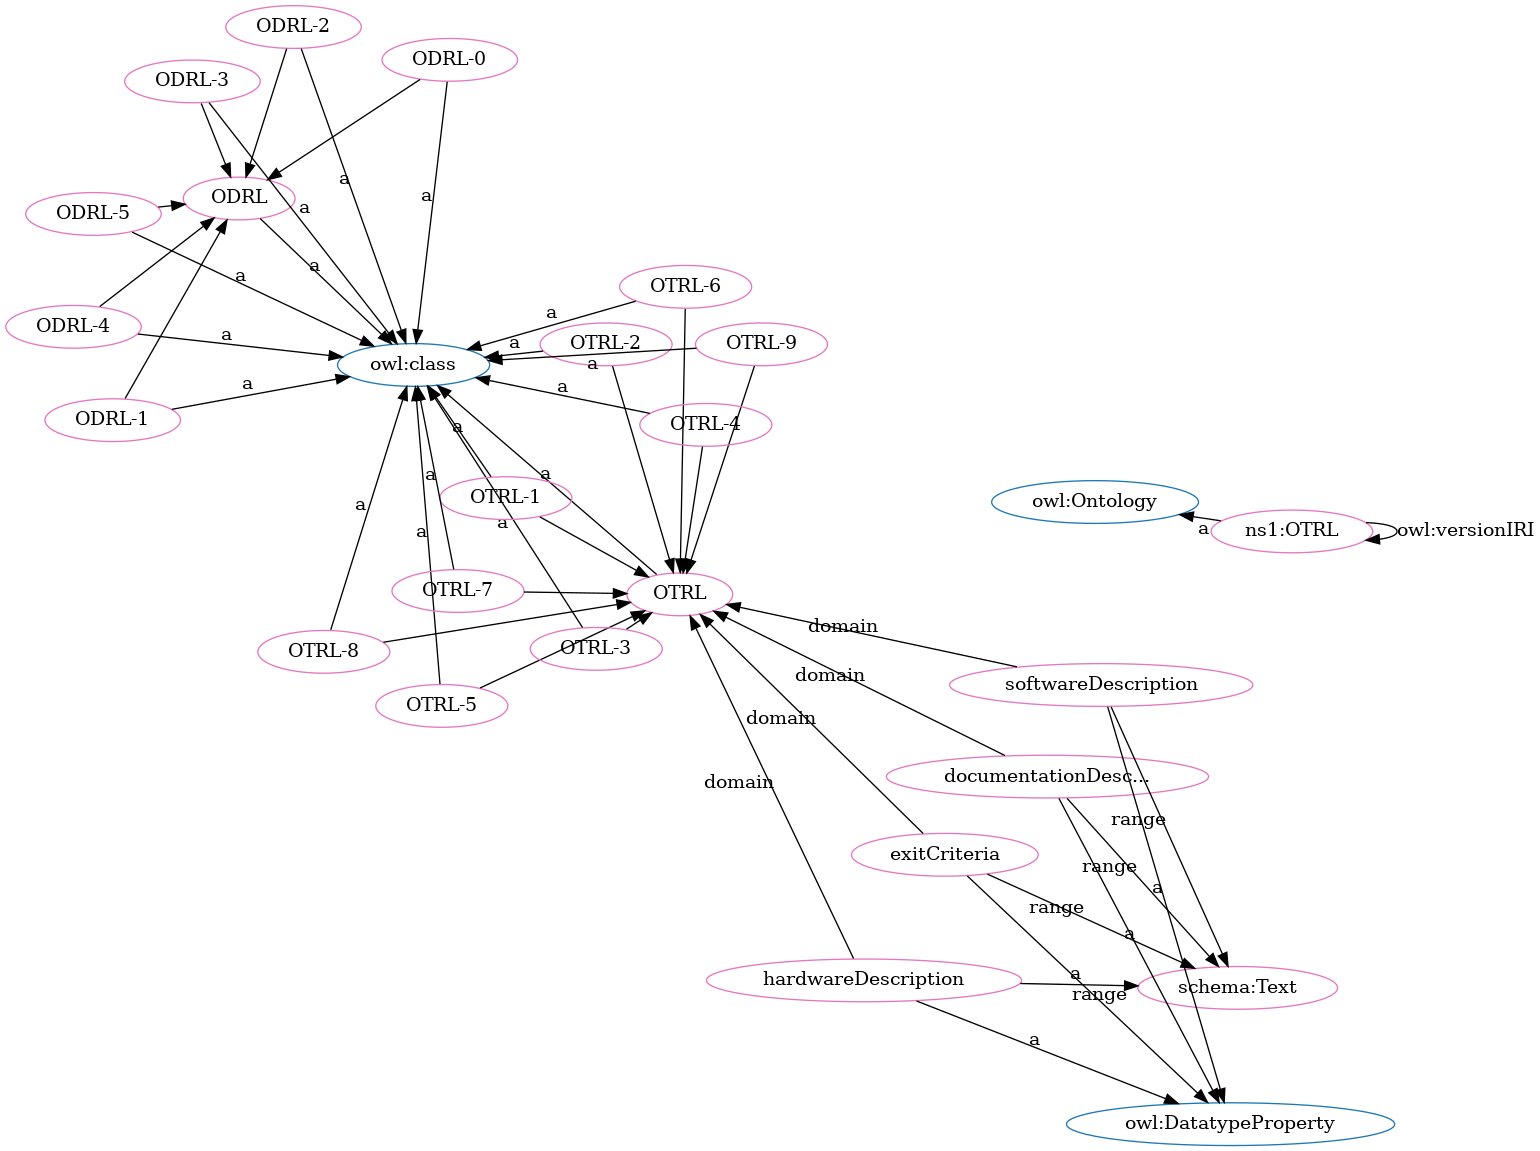 ODRL-2
ODRL-0
ODRL-3
a
a
ODRL
ODRL-5
a
a
a
OTRL-6
a
ODRL-4
a
OTRL-2
a
OTRL-9
a
owl:class
a
a
ODRL-1
OTRL-4
a
a
a
OTRL-1
a
a
a
owl:Ontology
a
ns1:OTRL
owl:versionIRI
OTRL-7
OTRL
OTRL-8
OTRL-3
domain
OTRL-5
domain
softwareDescription
domain
domain
documentationDesc...
range
exitCriteria
range
a
range
a
hardwareDescription
a
range
schema:Text
a
owl:DatatypeProperty